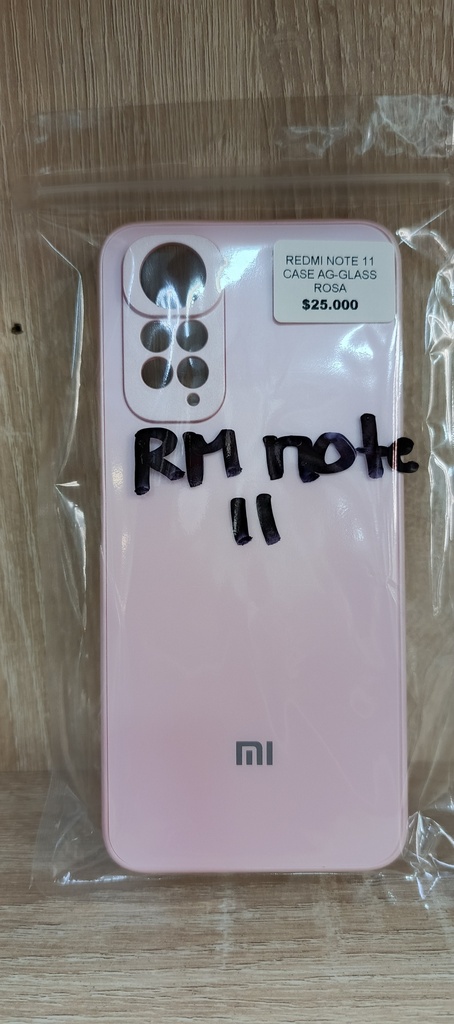 REDMI NOTE 11
CASE AG-GLASS
ROSA
$25.000
RM note
11
MI